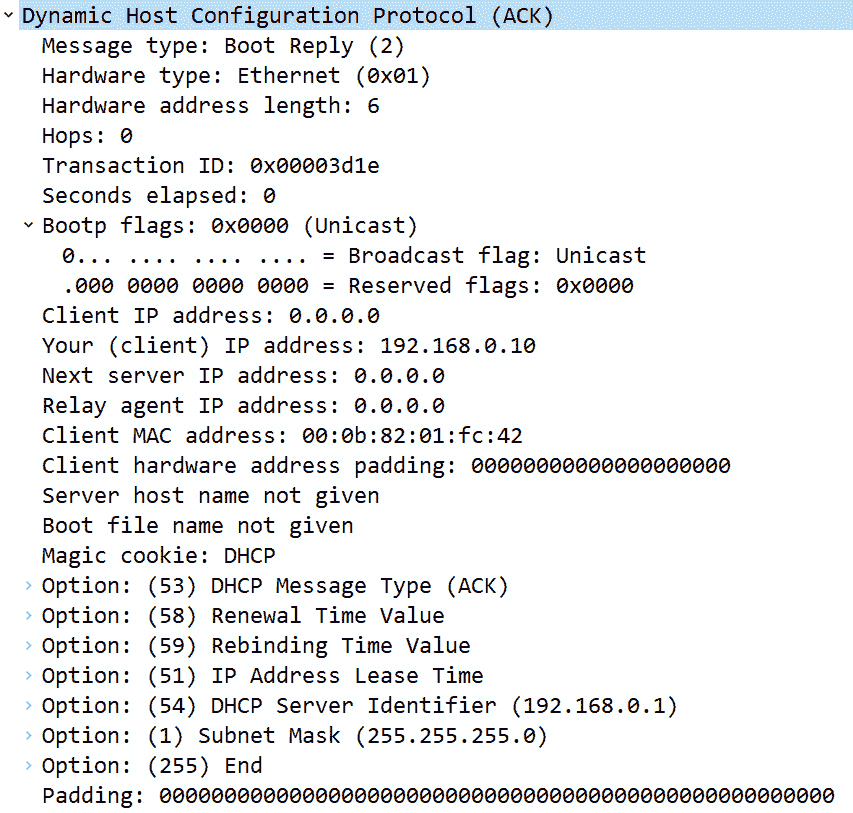 Dynamic Host Configuration Protocol (ACK)
Message type: Boot Reply (2)
Hardware type: Ethernet (0x01)
Hardware address length: 6
Hops: 0
Transaction ID: 0x00003d1e
Seconds elapsed: 0
Bootp flags: 0x0000 (Unicast)
0... .... .... .... = Broadcast flag: Unicast
.000 0000 0000 0000 = Reserved flags: 0x0000
Client IP address: 0.0.0.0
Your (client) IP address: 192.168.0.10
Next server IP address: 0.0.0.0
Relay agent IP address: 0.0.0.0
Client MAC address: 00:0b:82:01:fc:42
Client hardware address padding: 00000000000000000000
Server host name not given
Boot file name not given
Magic cookie: DHCP
Option: (53) DHCP Message Type (ACK)
Option: (58) Renewal Time Value
Option: (59) Rebinding Time Value
Option: (51) IP Address Lease Time
Option: (54) DHCP Server Identifier (192.168.0.1)
Option: (1) Subnet Mask (255.255.255.0)
Option: (255) End
Padding: 0000000000000000000000000000000000000000000000000000